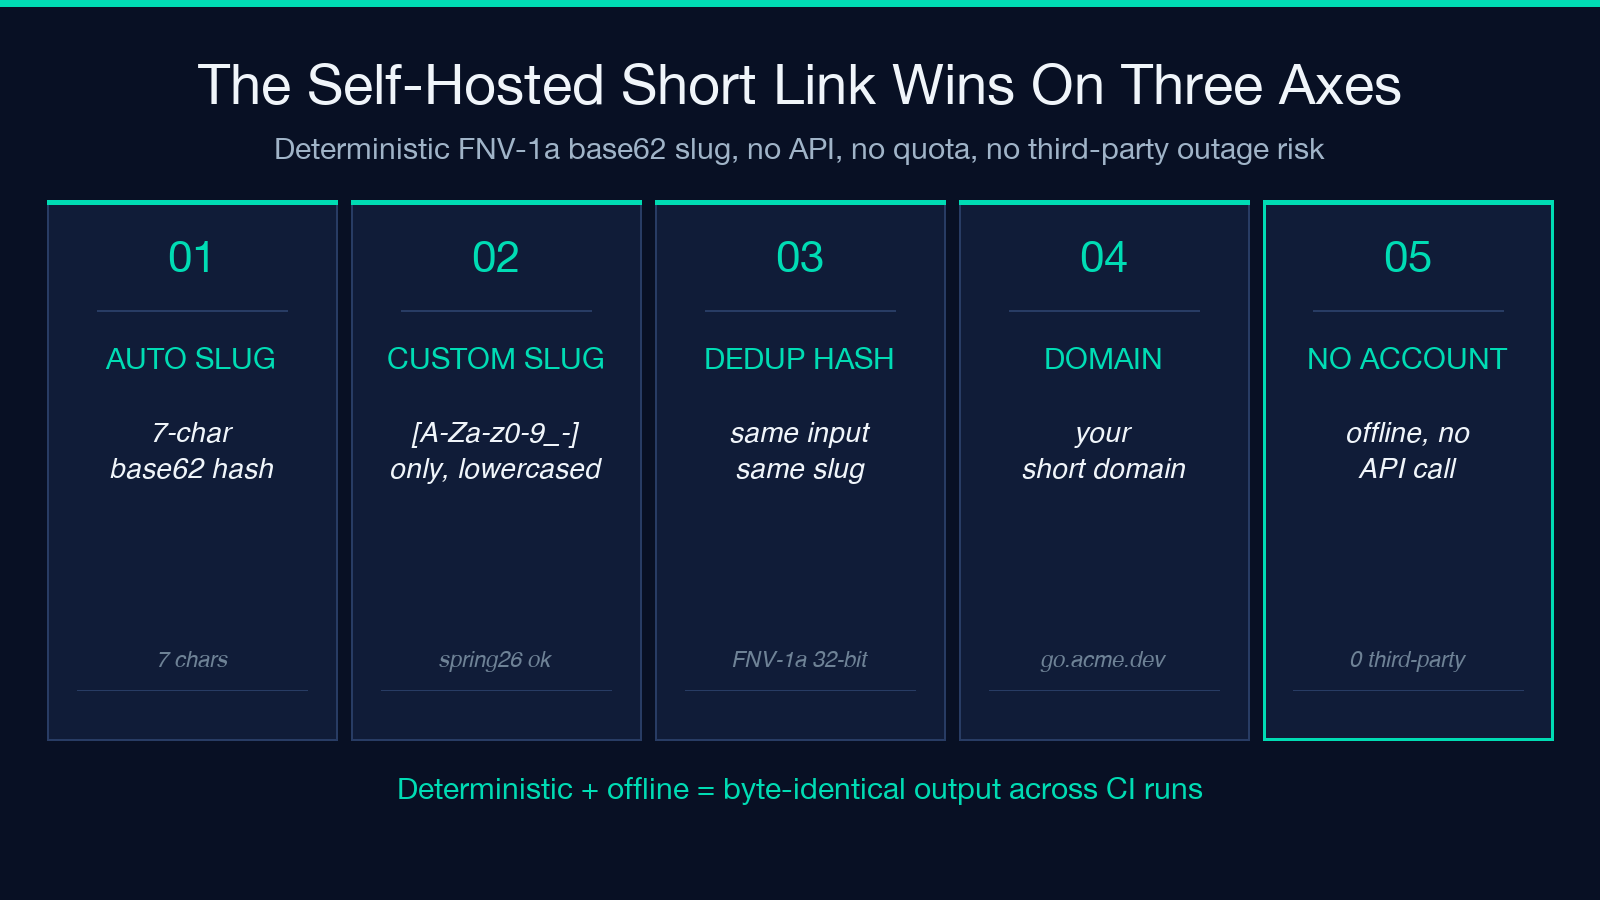 The Self-Hosted Short Link Wins On Three Axes
Deterministic FNV-1a base62 slug, no API, no quota, no third-party outage risk
01
AUTO SLUG
7-char
base62 hash
7 chars
02
CUSTOM SLUG
[A-Za-z0-9_-]
only, lowercased
spring26 ok
03
DEDUP HASH
same input
same slug
FNV-1a 32-bit
04
DOMAIN
your
short domain
go.acme.dev
05
NO ACCOUNT
offline, no
API call
0 third-party
Deterministic + offline = byte-identical output across CI runs